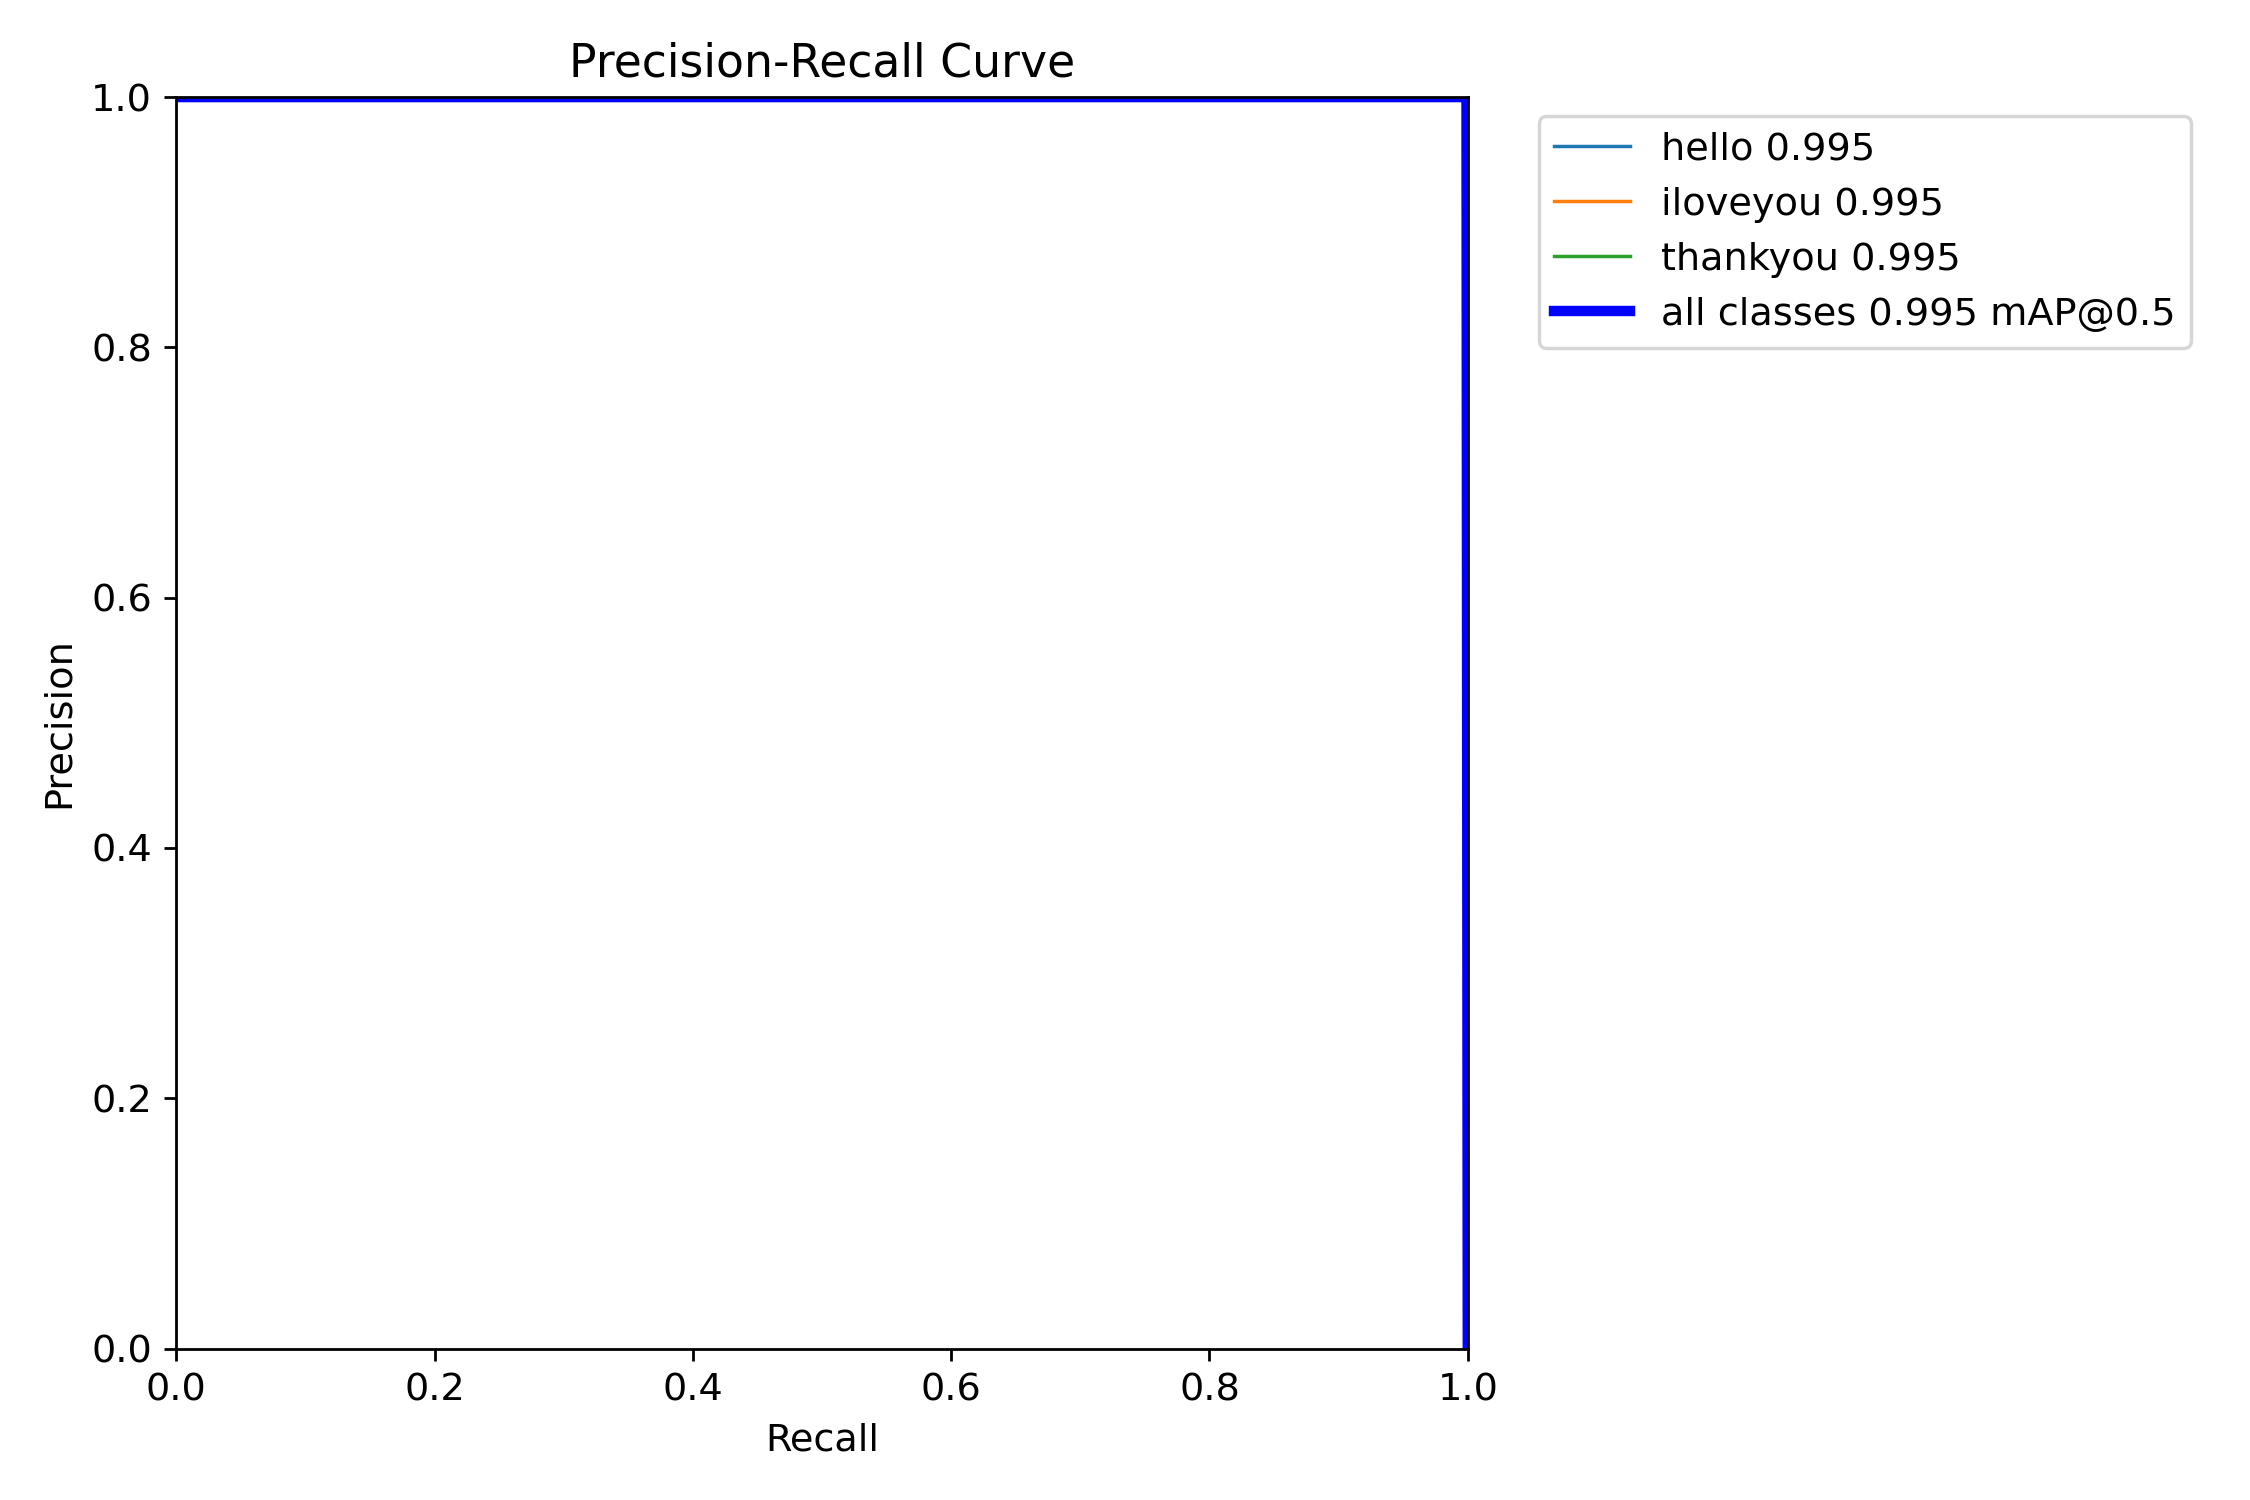 Precision-Recall Curve
1.0
0.8
0.6
0.4
0.2
0.0
Precision
0.0 0.2 0.4 0.6 0.8 1.0
Recall
hello 0.995
iloveyou 0.995
thankyou 0.995
all classes 0.995 mAP@0.5